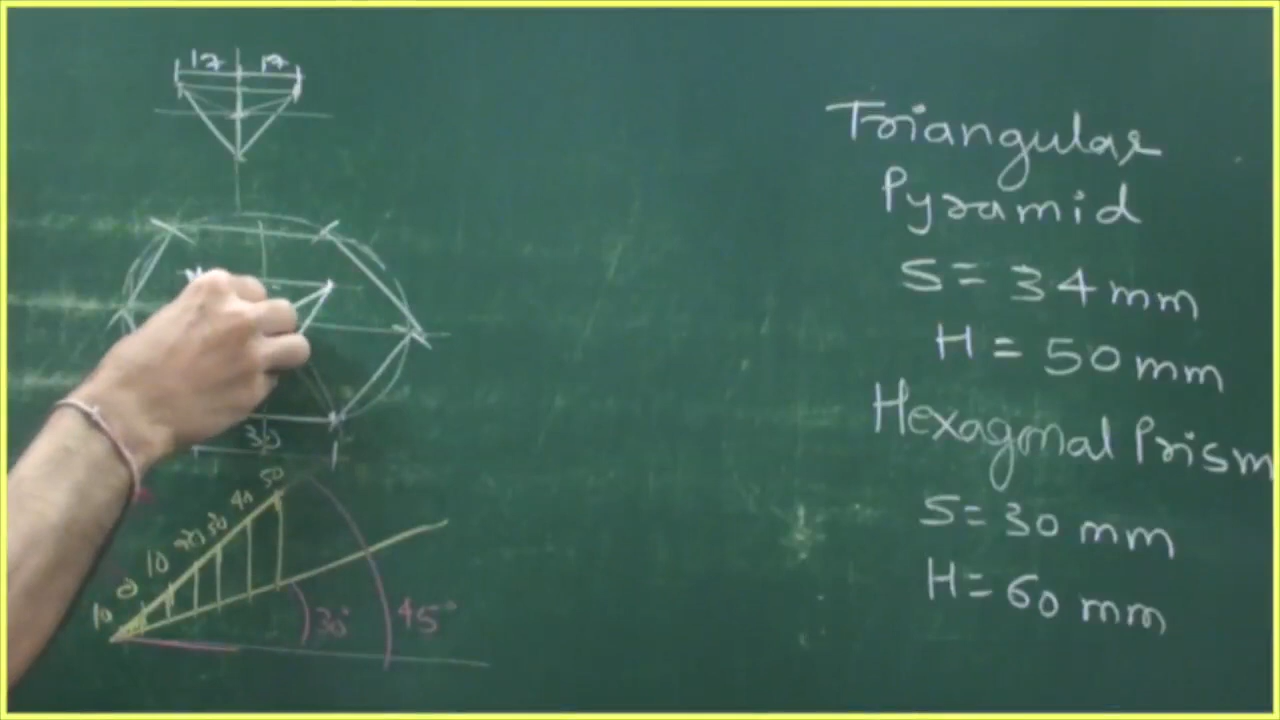 17 17
Triangular
Pyramid
S = 34 mm
H = 50 mm
Hexagonal Prism
S = 30 mm
H = 60 mm
30
10 0 10 20 30 40 50
30° 45°